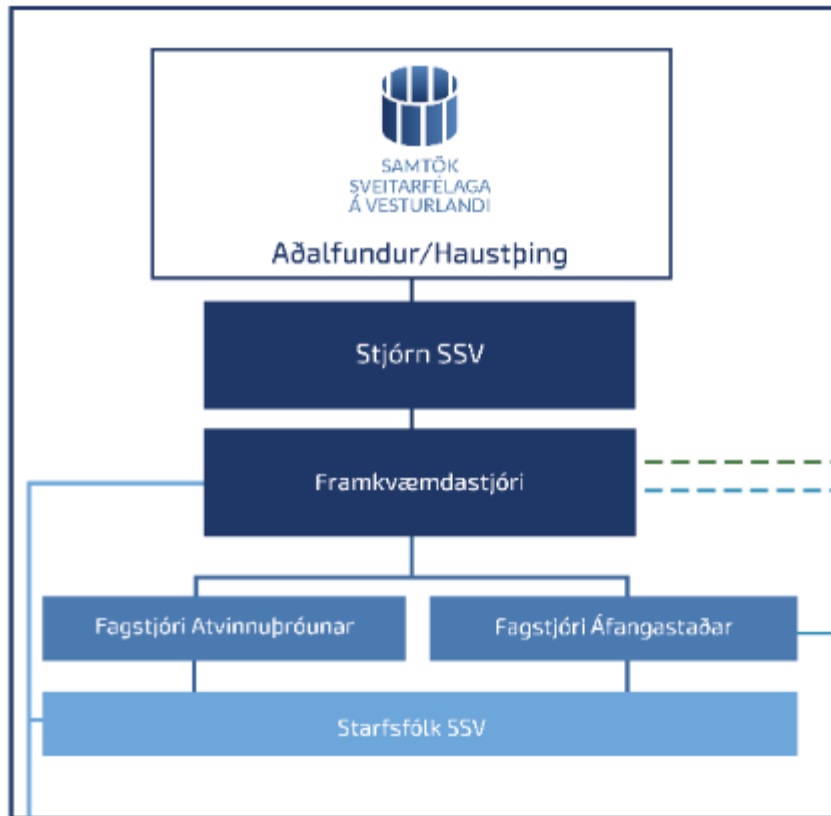 SAMTÖK
SVEITARFÉLAGA
Á VESTURLANDI
Aðalfundur/Haustþing
Stjórn SSV
Framkvæmdastjóri
Fagstjóri Atvinnuþróunar
Fagstjóri Áfangastaðar
Starfsfólk SSV